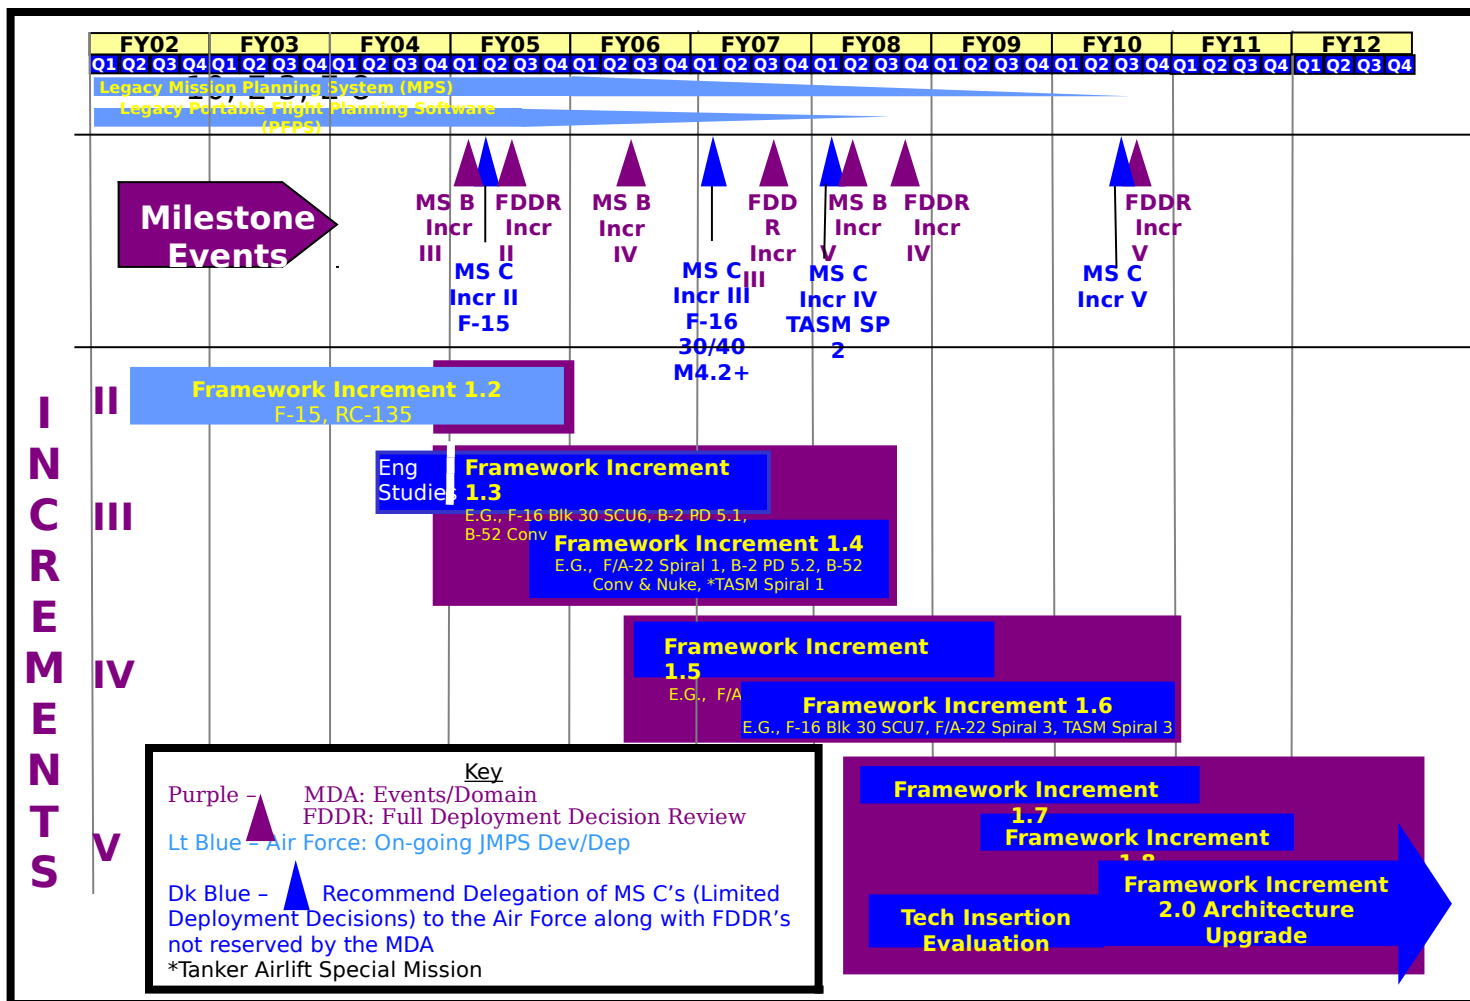 FY02 FY03 FY04 FY05 FY06 FY07 FY08 FY09 FY10 FY11 FY12
Q1 Q2 Q3 Q4 Q1 Q2 Q3 Q4 Q1 Q2 Q3 Q4 Q1 Q2 Q3 Q4 Q1 Q2 Q3 Q4 Q1 Q2 Q3 Q4 Q1 Q2 Q3 Q4 Q1 Q2 Q3 Q4 Q1 Q2 Q3 Q4 Q1 Q2 Q3 Q4 Q1 Q2 Q3 Q4
Legacy Mission Planning System (MPS)
Legacy Portable Flight Planning Software
(PFPS)
Milestone
Events
MS B
Incr
III
FDDR
Incr
II
MS C
Incr II
F-15
MS B
Incr
IV
MS C
Incr III
F-16
30/40
M4.2+
FDD
R
Incr
III
MS C
Incr IV
TASM SP
2
MS B
Incr
V
FDDR
Incr
IV
MS C
Incr V
FDDR
Incr
V
INCREMENTS
II
Framework Increment 1.2
F-15, RC-135
III
Eng
Studies
Framework Increment
1.3
E.G., F-16 Blk 30 SCU6, B-2 PD 5.1,
B-52 Conv
Framework Increment 1.4
E.G., F/A-22 Spiral 1, B-2 PD 5.2, B-52
Conv & Nuke, *TASM Spiral 1
IV
Framework Increment
1.5
E.G., F/A
Framework Increment 1.6
E.G., F-16 Blk 30 SCU7, F/A-22 Spiral 3, TASM Spiral 3
V
Framework Increment
1.7
Framework Increment
1.8
Framework Increment
2.0 Architecture
Upgrade
Tech Insertion
Evaluation
Key
Purple – MDA: Events/Domain
FDDR: Full Deployment Decision Review
Lt Blue – Air Force: On-going JMPS Dev/Dep
Dk Blue – Recommend Delegation of MS C’s (Limited
Deployment Decisions) to the Air Force along with FDDR’s
not reserved by the MDA
*Tanker Airlift Special Mission